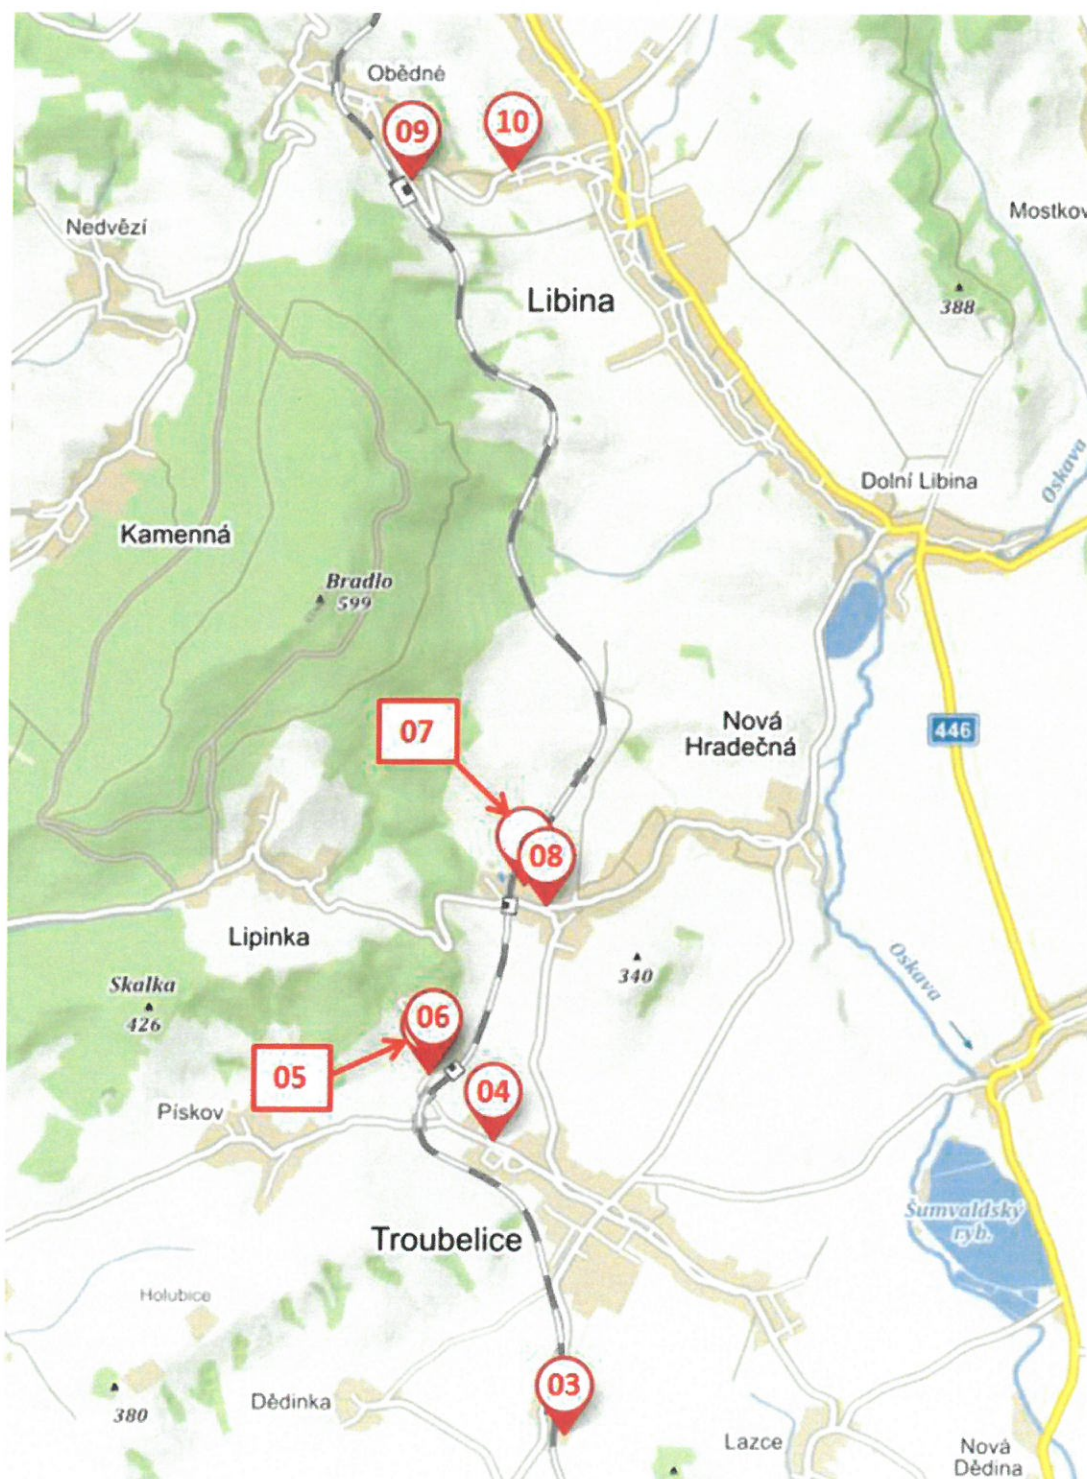 Obědné
09
10
Nedvězí
Mostkov
Libina
388
Dolní Libina
Oskava
Kamenná
Bradlo
599
07
Nová
Hradečná
446
08
Lipinka
Oskava
340
Skalka
426
06
05
04
Pískov
Šumvaldský
ryb.
Troubelice
Holubice
03
380
Dědinka
Lazce
Nová
Dědina